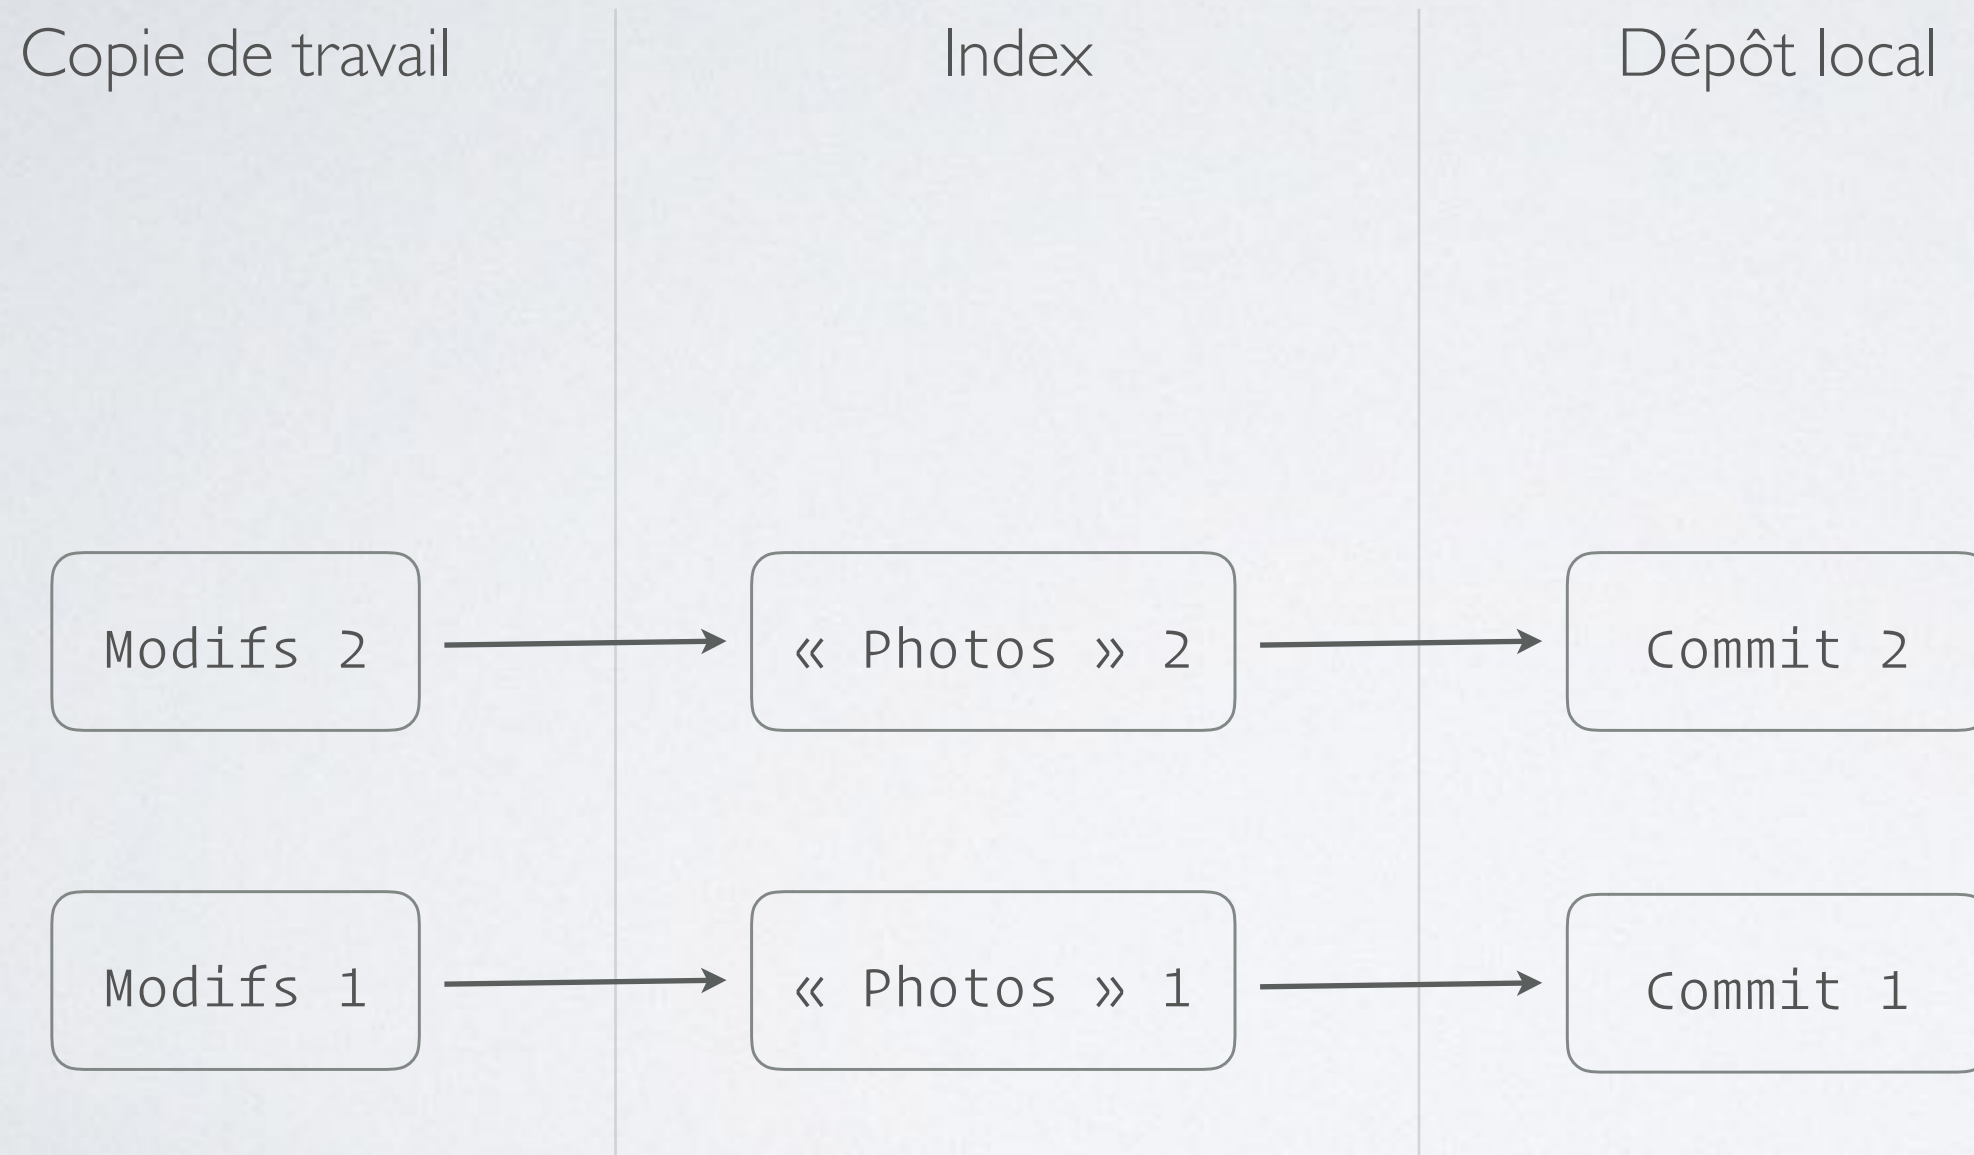 Copie de travail
Index
Dépôt local
Modifs 2
« Photos » 2
Commit 2
Modifs 1
« Photos » 1
Commit 1